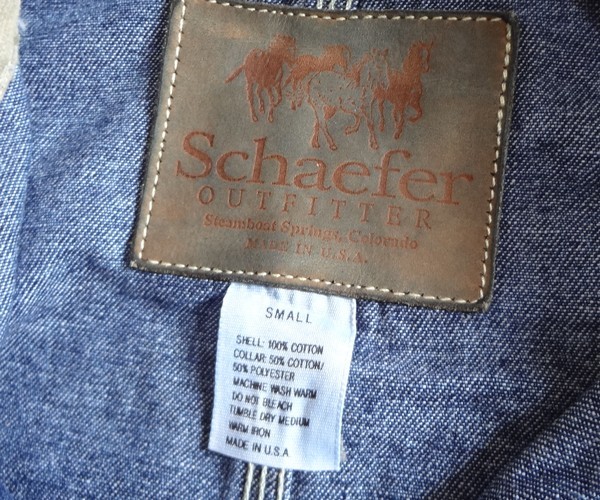 Schaefer
OUTFITTER
Steamboat Springs, Colorado
MADE IN U.S.A.
SMALL
SHELL: 100% COTTON
COLLAR: 50% COTTON/
50% POLYESTER
MACHINE WASH WARM
DO NOT BLEACH
TUMBLE DRY MEDIUM
WARM IRON
MADE IN U.S.A.